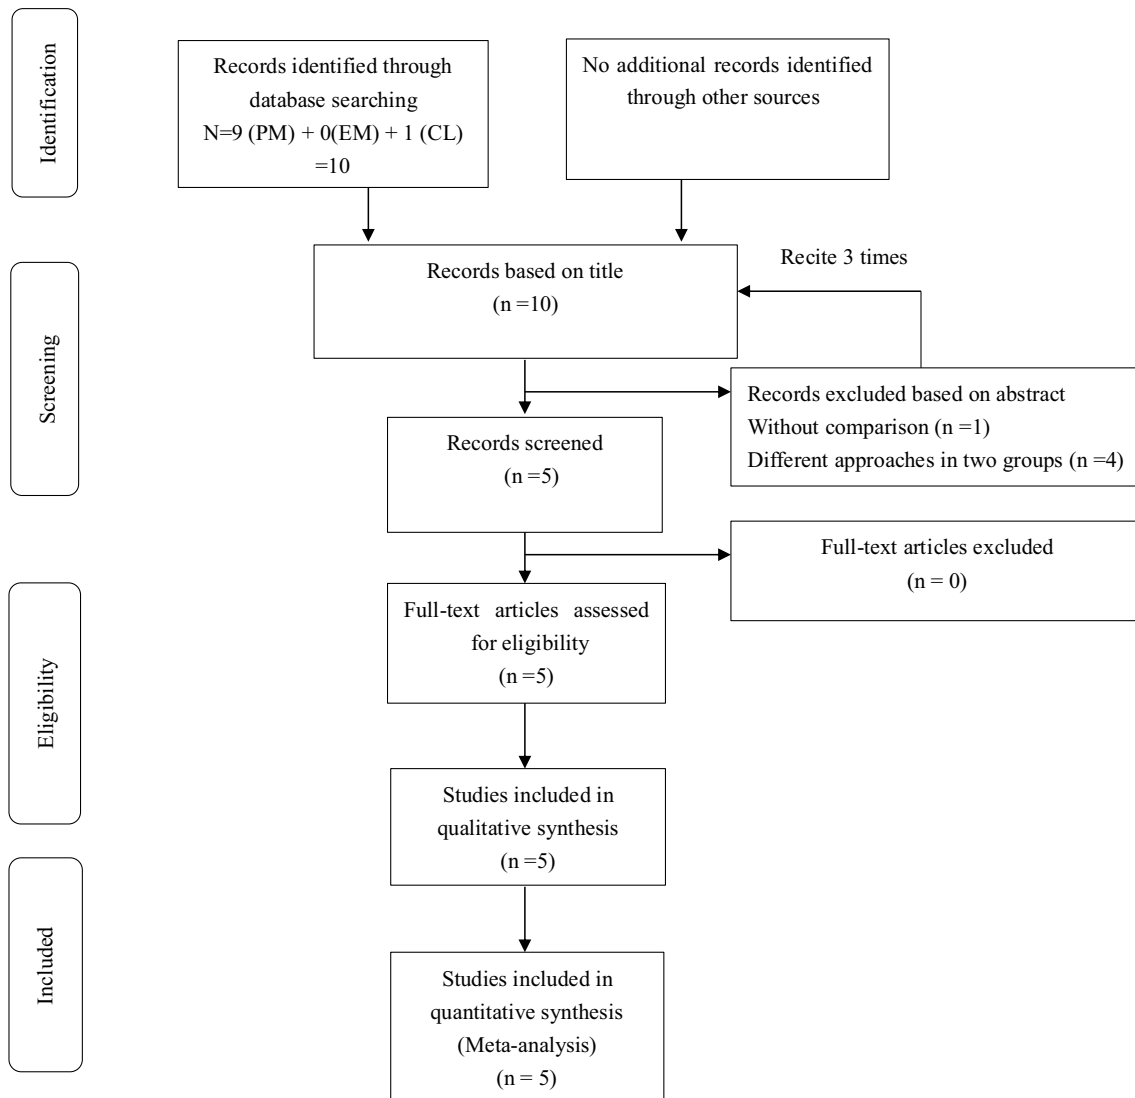 Identification
Records identified through
database searching
N=9 (PM) + 0(EM) + 1 (CL)
=10
No additional records identified
through other sources
Screening
Records based on title
(n =10)
Recite 3 times
Records excluded based on abstract
Without comparison (n =1)
Different approaches in two groups (n =4)
Records screened
(n =5)
Full-text articles excluded
(n = 0)
Eligibility
Full-text articles assessed
for eligibility
(n =5)
Studies included in
qualitative synthesis
(n =5)
Included
Studies included in
quantitative synthesis
(Meta-analysis)
(n = 5)